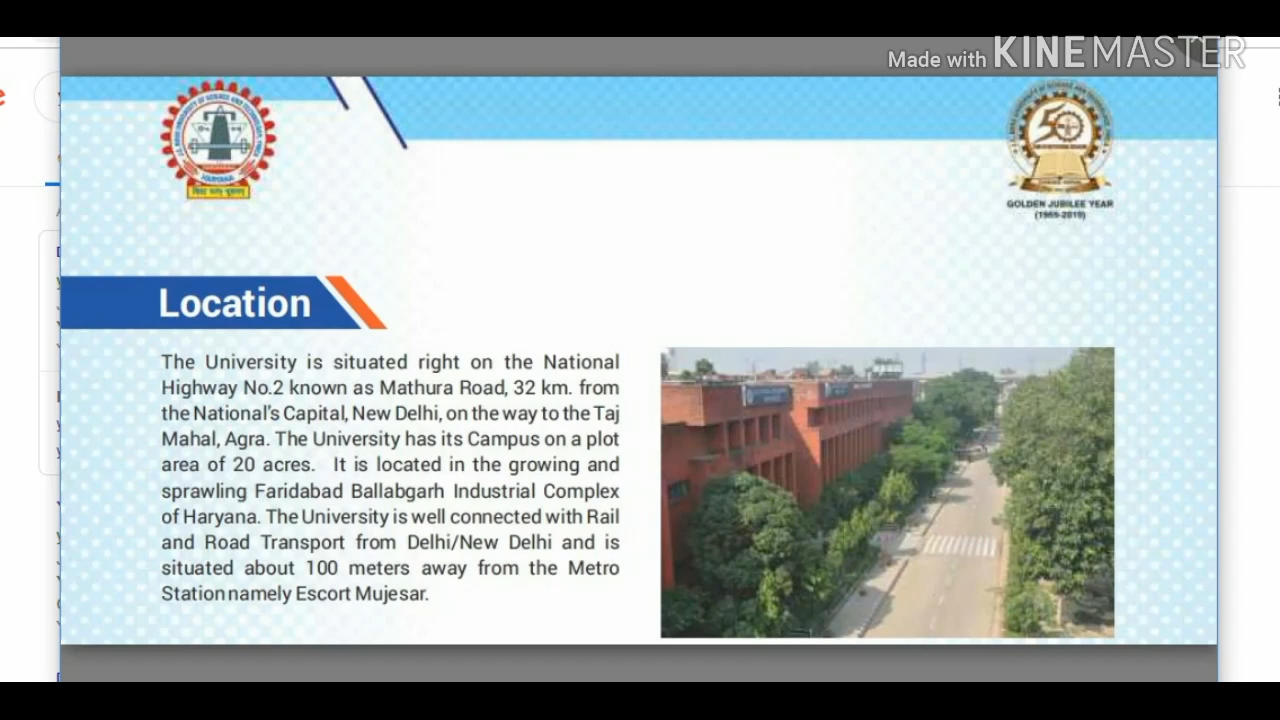 Made with KINEMASTER
GOLDEN JUBILEE YEAR
(1969-2019)
Location
The University is situated right on the National
Highway No.2 known as Mathura Road, 32 km. from
the National's Capital, New Delhi, on the way to the Taj
Mahal, Agra. The University has its Campus on a plot
area of 20 acres. It is located in the growing and
sprawling Faridabad Ballabgarh Industrial Complex
of Haryana. The University is well connected with Rail
and Road Transport from Delhi/New Delhi and is
situated about 100 meters away from the Metro
Station namely Escort Mujesar.